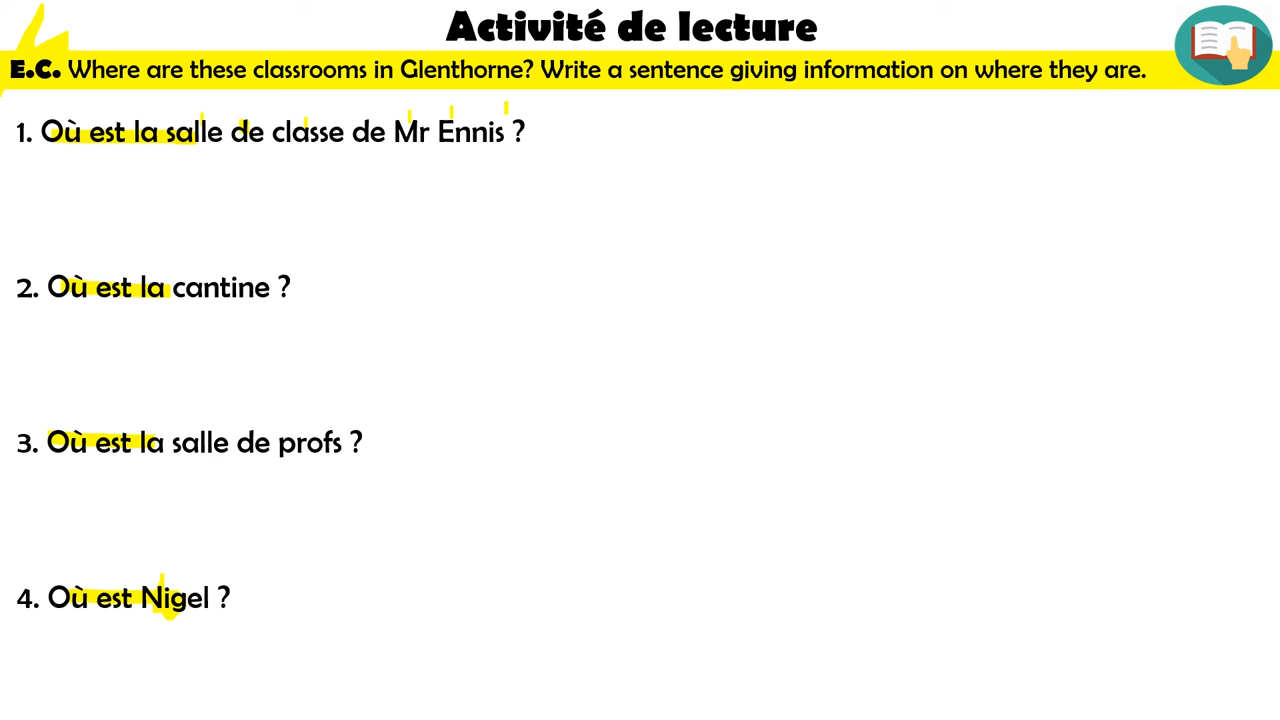 Activité de lecture
E.C. Where are these classrooms in Glenthorne? Write a sentence giving information on where they are.
1. Où est la salle de classe de Mr Ennis ?
2. Où est la cantine ?
3. Où est la salle de profs ?
4. Où est Nigel ?